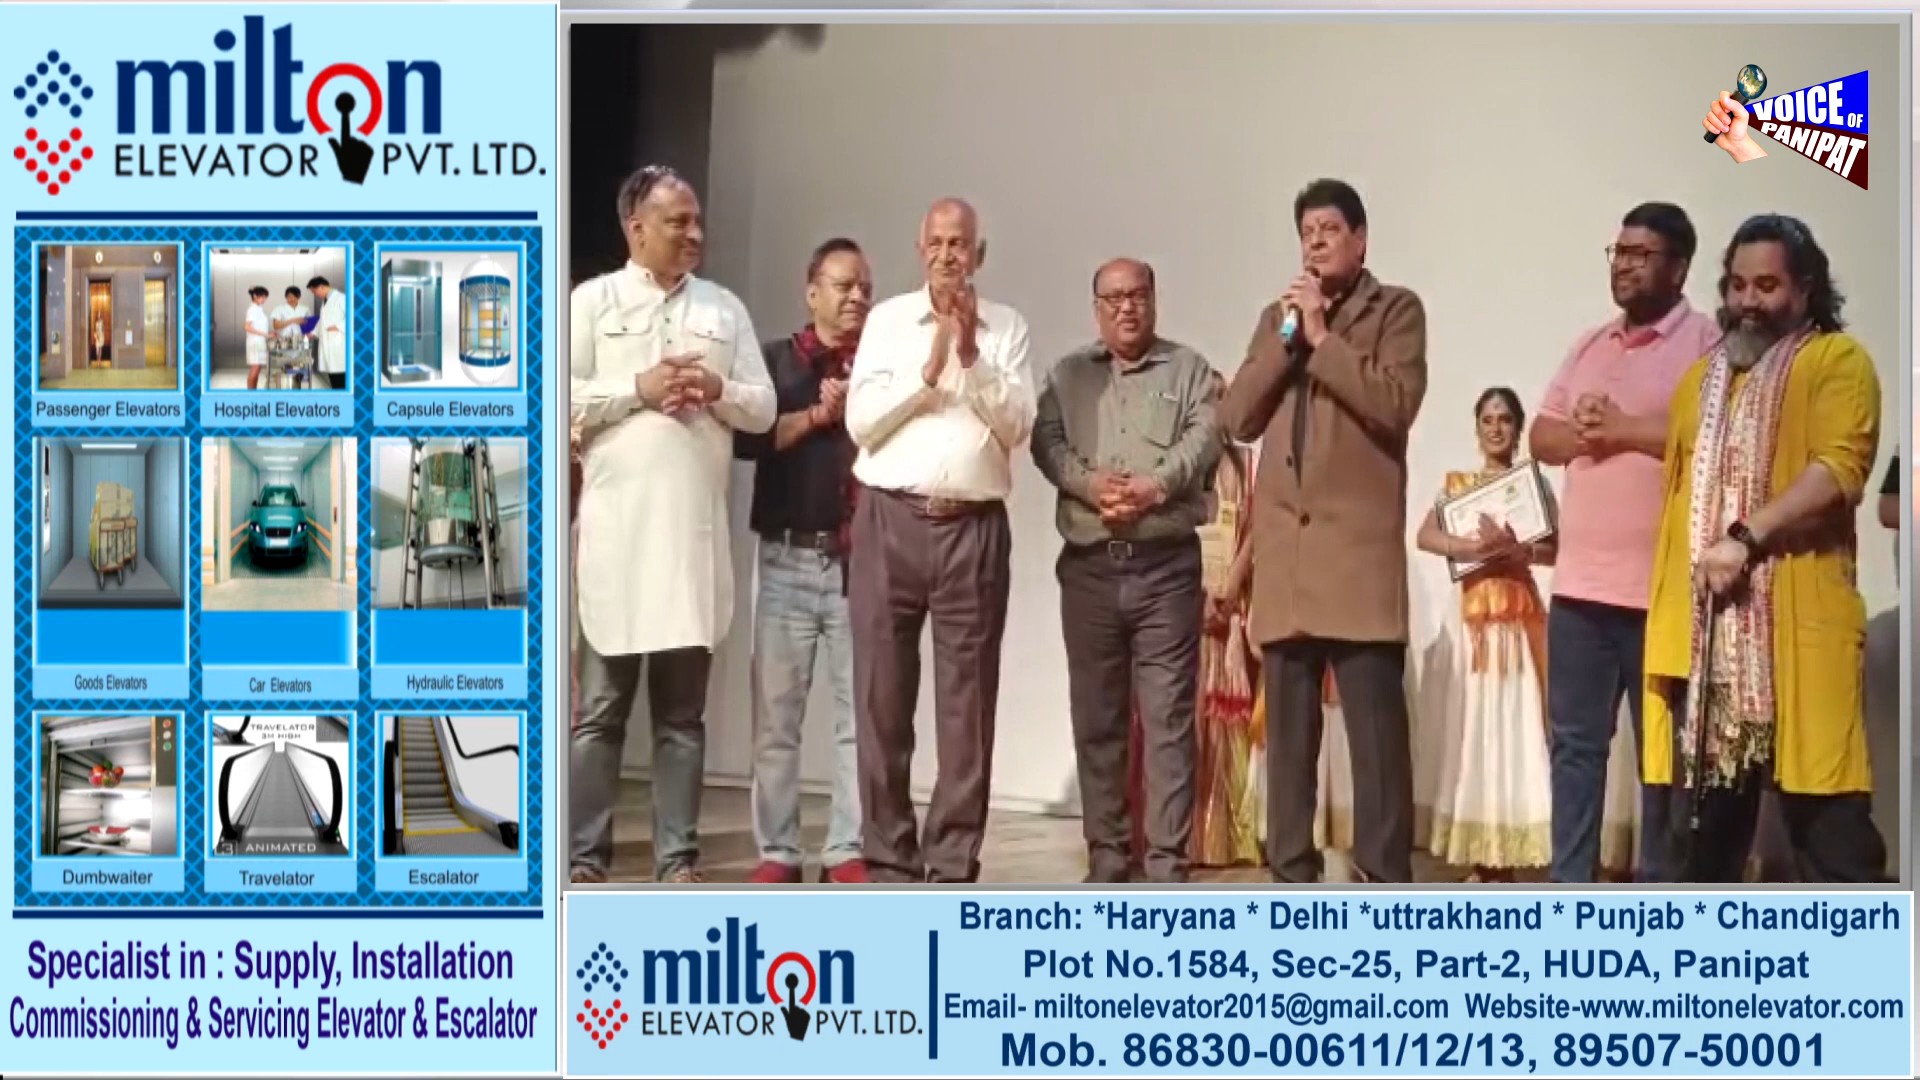 milton
ELEVATOR PVT. LTD.
Passenger Elevators
Hospital Elevators
Capsule Elevators
Goods Elevators
Car Elevators
Hydraulic Elevators
TRAVELATOR
3M HIGH
ANIMATED
Dumbwaiter
Travelator
Escalator
Specialist in : Supply, Installation
Commissioning & Servicing Elevator & Escalator
VOICE OF
PANIPAT
milton
ELEVATOR PVT. LTD.
Branch: *Haryana * Delhi *uttrakhand * Punjab * Chandigarh
Plot No.1584, Sec-25, Part-2, HUDA, Panipat
Email- miltonelevator2015@gmail.com Website-www.miltonelevator.com
Mob. 86830-00611/12/13, 89507-50001